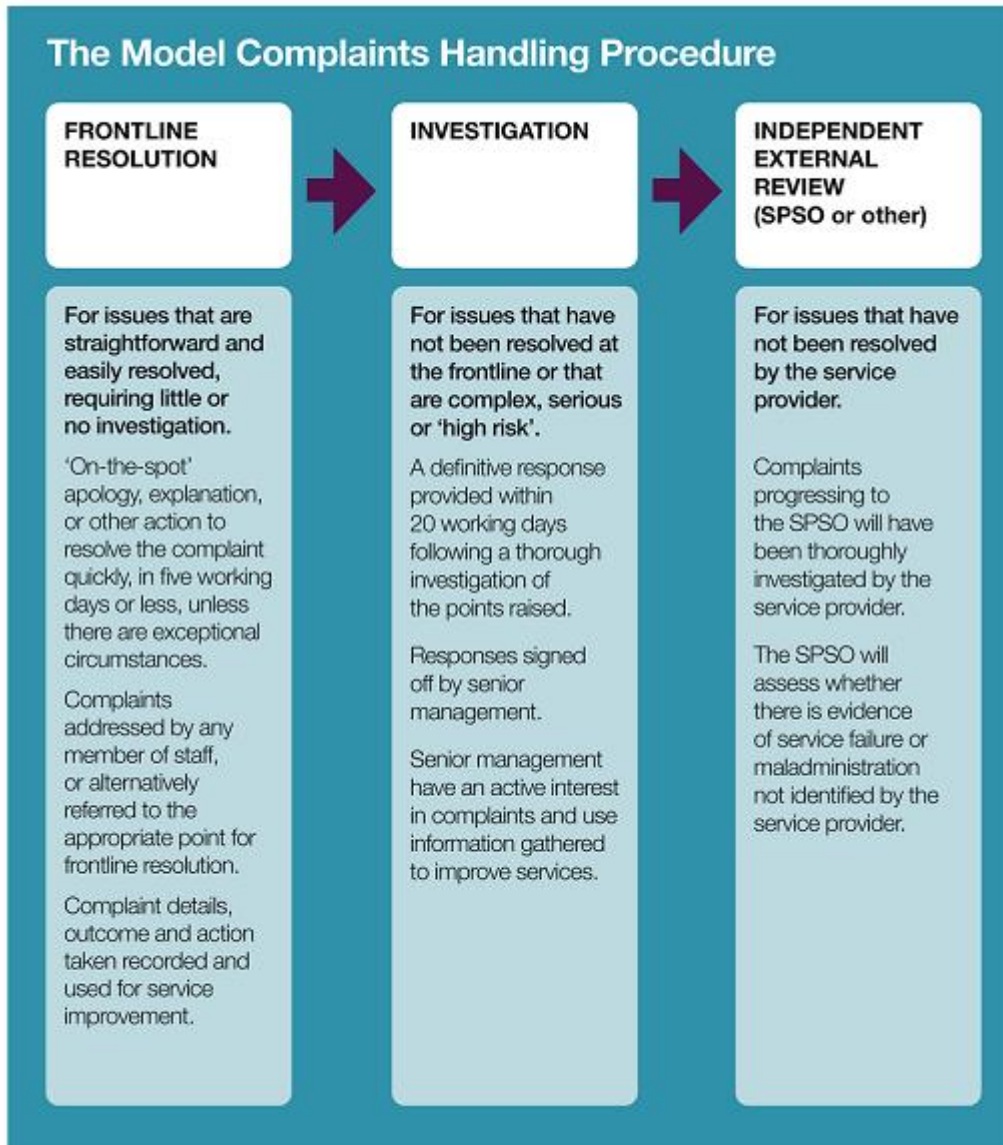 The Model Complaints Handling Procedure
FRONTLINE
RESOLUTION
INVESTIGATION
INDEPENDENT
EXTERNAL
REVIEW
(SPSO or other)
For issues that are
straightforward and
easily resolved,
requiring little or
no investigation.
‘On-the-spot’
apology, explanation,
or other action to
resolve the complaint
quickly, in five working
days or less, unless
there are exceptional
circumstances.
Complaints
addressed by any
member of staff,
or alternatively
referred to the
appropriate point for
frontline resolution.
Complaint details,
outcome and action
taken recorded and
used for service
improvement.
For issues that have
not been resolved at
the frontline or that
are complex, serious
or ‘high risk’.
A definitive response
provided within
20 working days
following a thorough
investigation of
the points raised.
Responses signed
off by senior
management.
Senior management
have an active interest
in complaints and use
information gathered
to improve services.
For issues that have
not been resolved
by the service
provider.
Complaints
progressing to
the SPSO will have
been thoroughly
investigated by the
service provider.
The SPSO will
assess whether
there is evidence
of service failure or
maladministration
not identified by the
service provider.